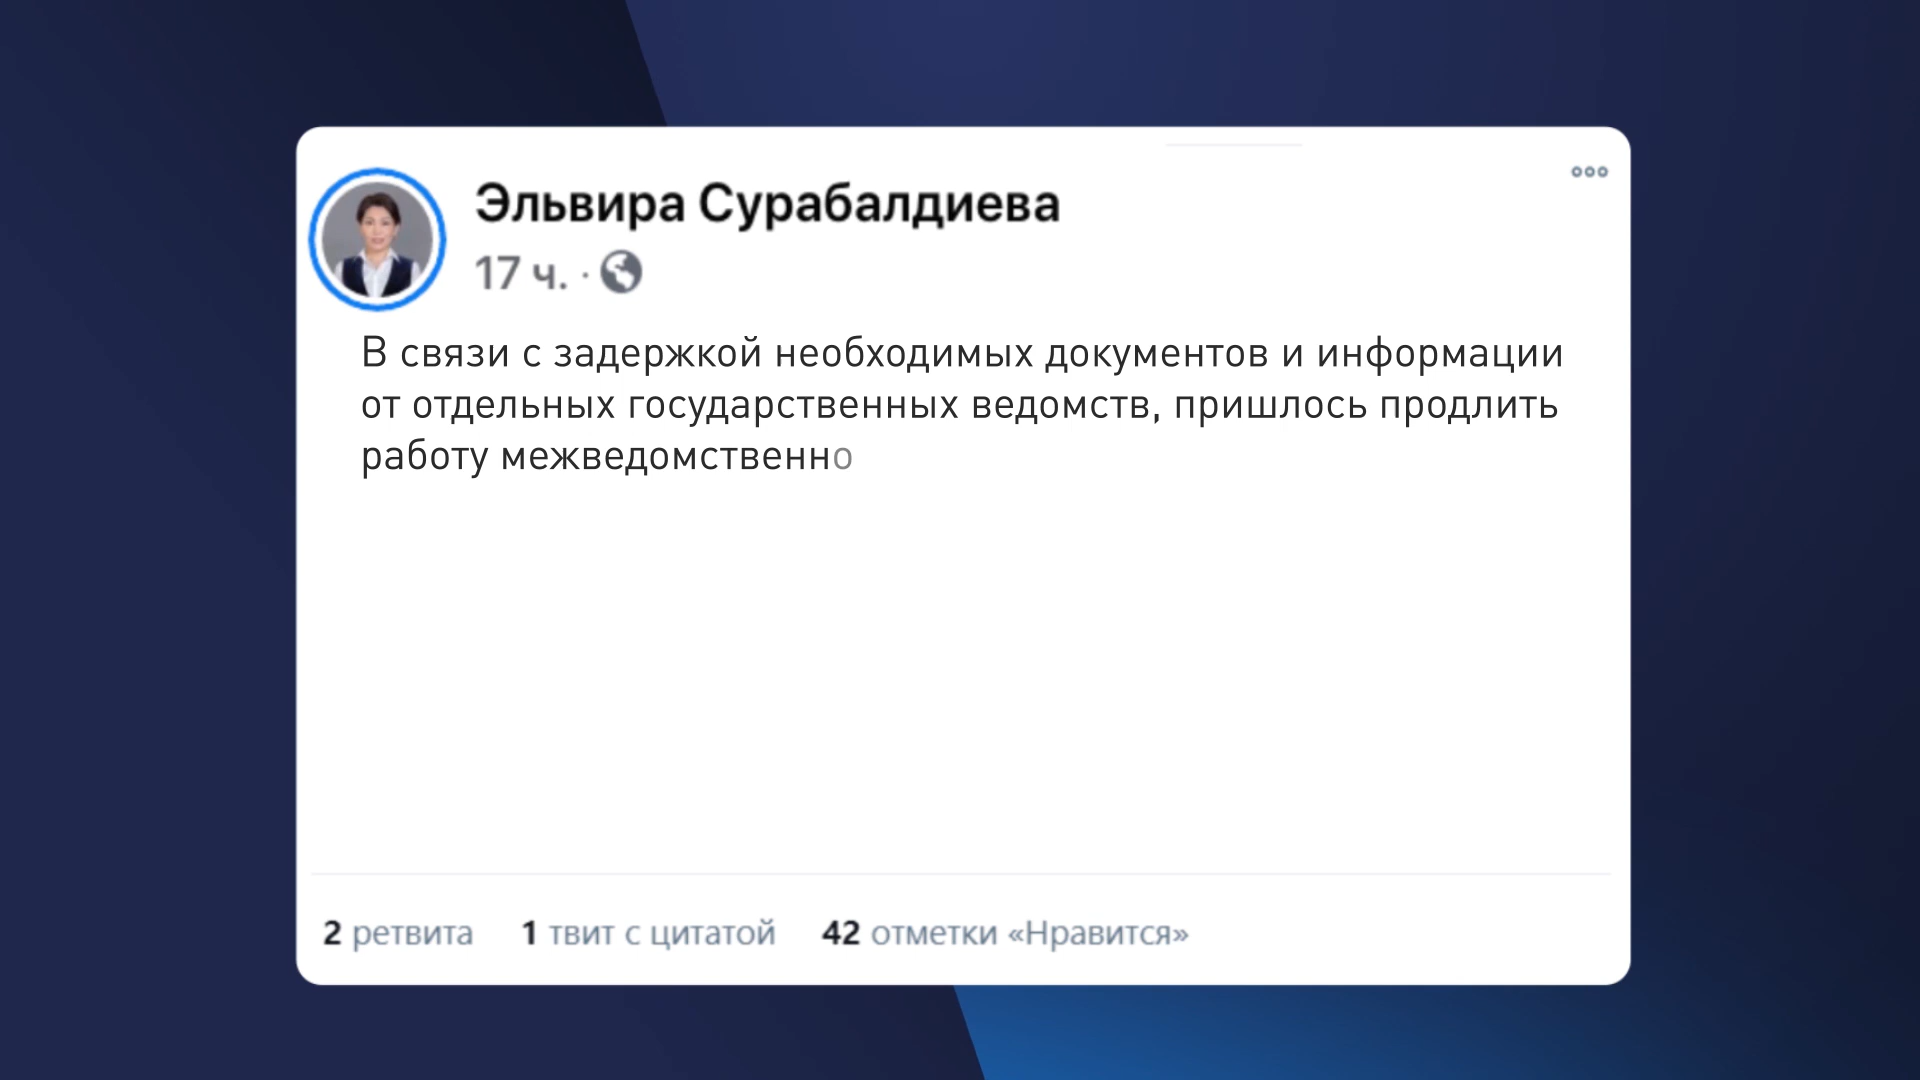 Эльвира Сурабалдиева
17 ч. ·
В связи с задержкой необходимых документов и информации
от отдельных государственных ведомств, пришлось продлить
работу межведомственно
2 ретвита 1 твит с цитатой 42 отметки «Нравится»